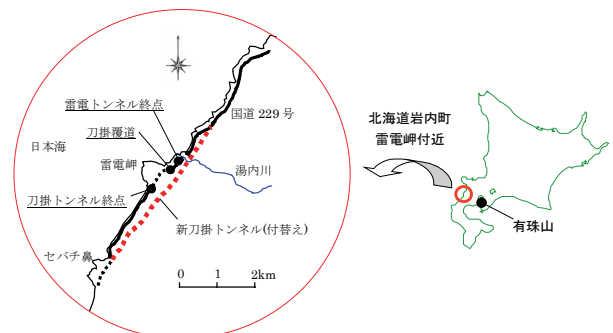 雷電トンネル終点
国道 229 号
刀掛覆道
日本海
雷電岬
湯内川
刀掛トンネル終点
新刀掛トンネル(付替え)
セバチ鼻
0 1 2km
北海道岩内町
雷電岬付近
有珠山